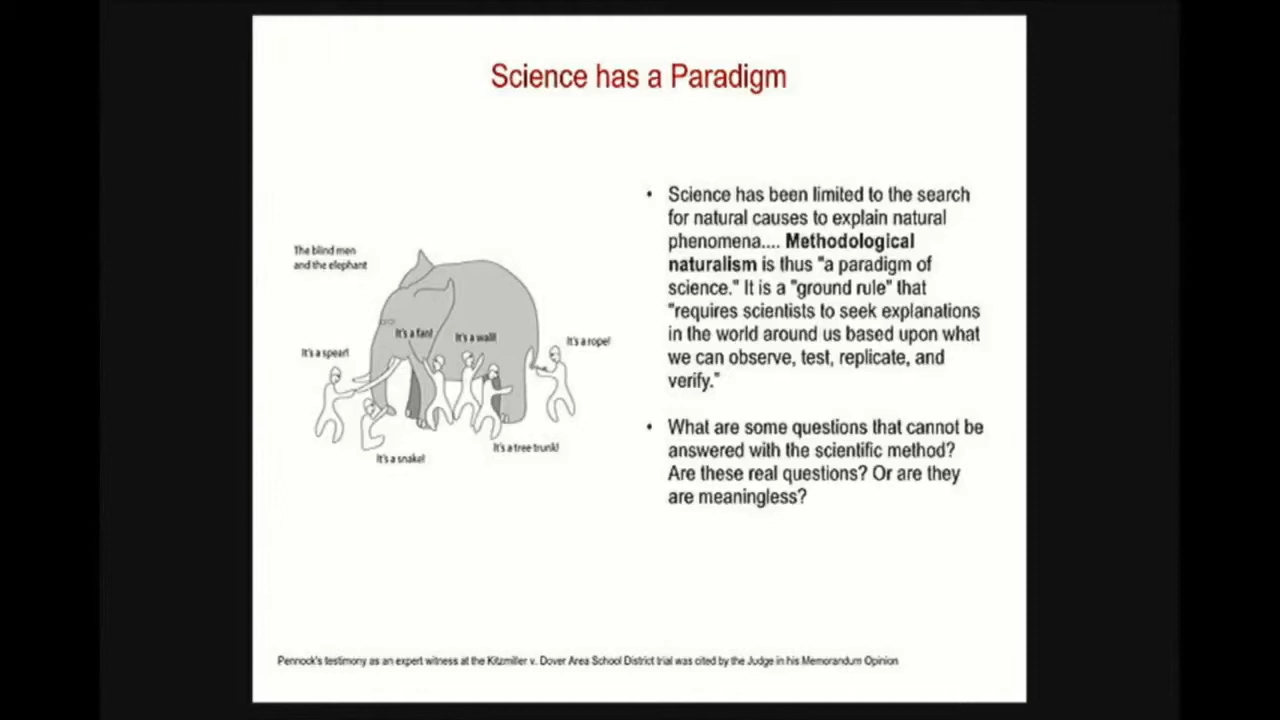 Science has a Paradigm
The blind men
and the elephant
It's a fan!
It's a wall!
It's a rope!
It's a spear!
It's a tree trunk!
It's a snake!
• Science has been limited to the search
for natural causes to explain natural
phenomena.... Methodological
naturalism is thus "a paradigm of
science." It is a "ground rule" that
"requires scientists to seek explanations
in the world around us based upon what
we can observe, test, replicate, and
verify."
• What are some questions that cannot be
answered with the scientific method?
Are these real questions? Or are they
are meaningless?
Pennock's testimony as an expert witness at the Kitzmiller v. Dover Area School District trial was cited by the Judge in his Memorandum Opinion